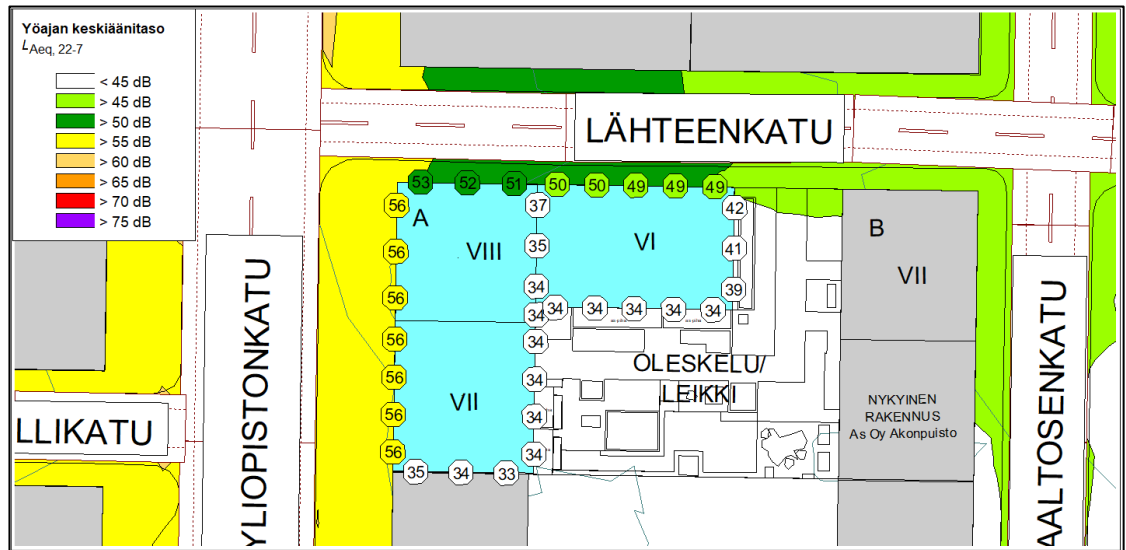 Yöajan keskiäänitaso
LAeq, 22-7
< 45 dB
> 45 dB
> 50 dB
> 55 dB
> 60 dB
> 65 dB
> 70 dB
> 75 dB
LÄHTEENKATU
53 52 51 50 50 49 49 49
56 37 42
A B
56 VIII 35 VI 41 VII
56 34 39
34 34 34 34 34 34
56 34
OLESKELU/
LEIKKI
56 34
VII
NYKYINEN
RAKENNUS
As Oy Akonpuisto
56 34
56 34
35 34 33
LLIKATU
YLIOPISTONKATU
AALTOSENKATU